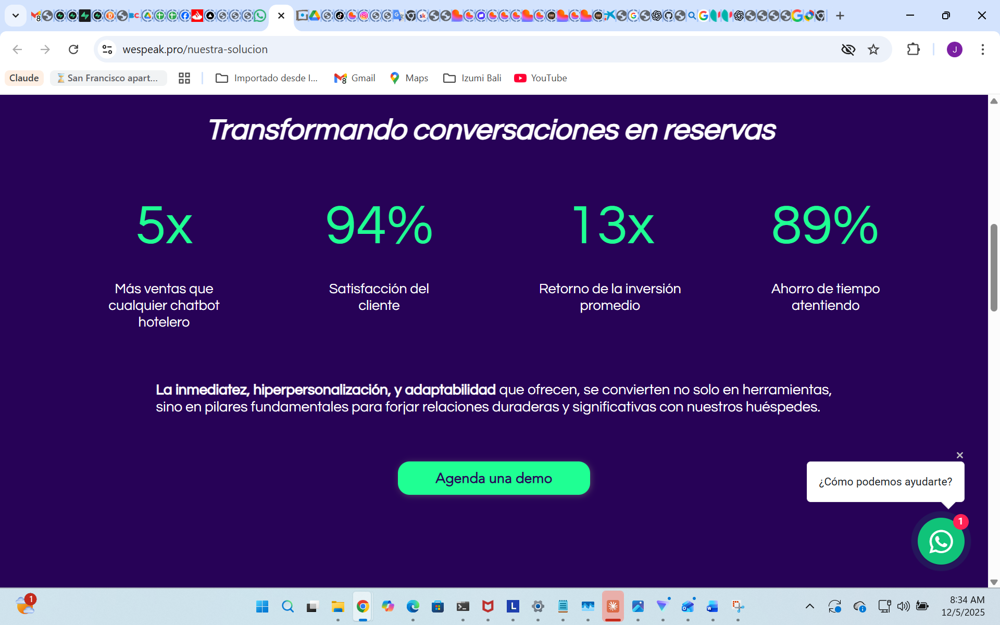 wespeak.pro/nuestra-solucion
J
Claude
⏳San Francisco apart...
Importado desde I...
Gmail
Maps
Izumi Bali
YouTube
Transformando conversaciones en reservas
5x
94%
13x
89%
Más ventas que
cualquier chatbot
hotelero
Satisfacción del
cliente
Retorno de la inversión
promedio
Ahorro de tiempo
atentiendo
La inmediatez, hiperpersonalización, y adaptabilidad que ofrecen, se convierten no solo en herramientas,
sino en pilares fundamentales para forjar relaciones duraderas y significativas con nuestros huéspedes.
Agenda una demo
¿Cómo podemos ayudarte?
1
1
8:34 AM
12/5/2025